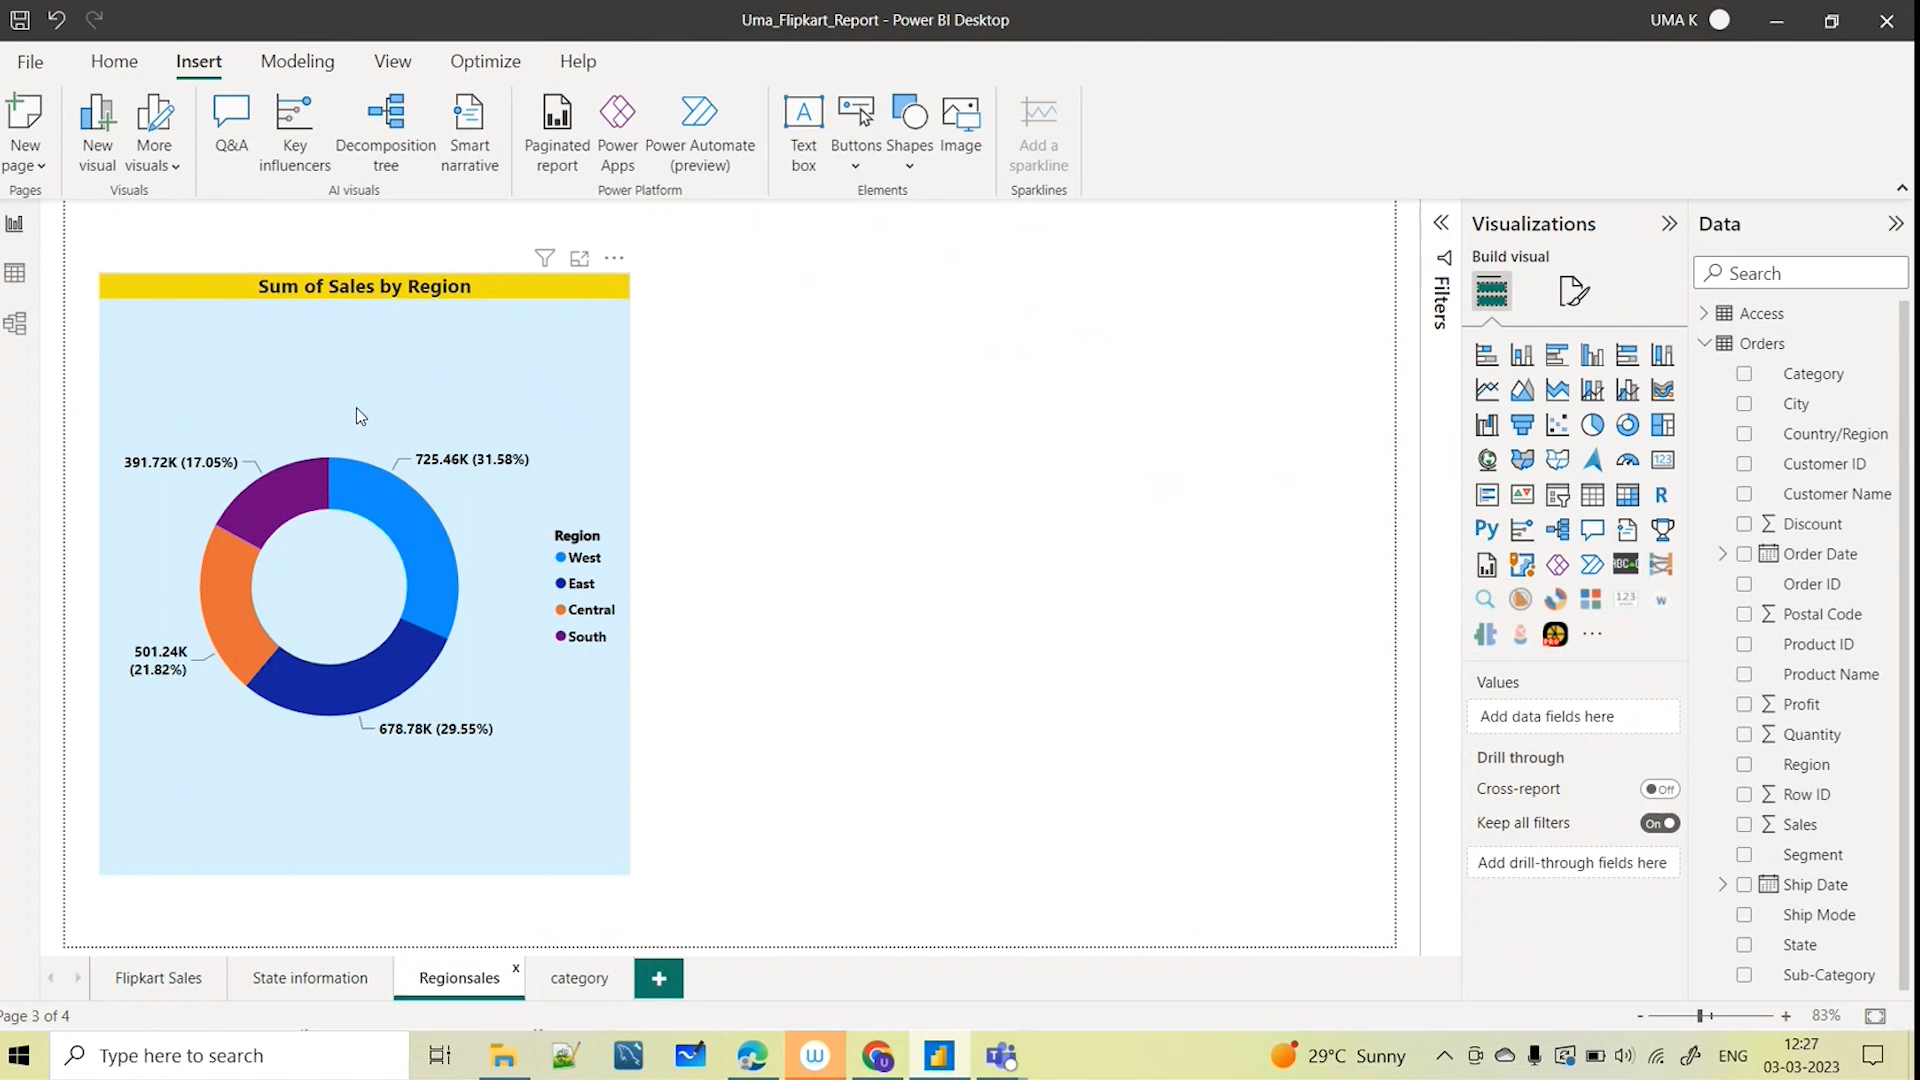 Uma_Flipkart_Report - Power BI Desktop
UMA K
File
Home
Insert
Modeling
View
Optimize
Help
New page
New visual
More visuals
Q&A
Key influencers
Decomposition tree
Smart narrative
Paginated report
Power Apps
Power Automate (preview)
Text box
Buttons
Shapes
Image
Add a sparkline
Pages
Visuals
AI visuals
Power Platform
Elements
Sparklines
Sum of Sales by Region
391.72K (17.05%)
725.46K (31.58%)
501.24K
(21.82%)
678.78K (29.55%)
Region
West
East
Central
South
Filters
Visualizations
Build visual
123
R
Py
123
w
Values
Add data fields here
Drill through
Cross-report
Off
Keep all filters
On
Add drill-through fields here
Data
Search
Access
Orders
Category
City
Country/Region
Customer ID
Customer Name
Discount
Order Date
Order ID
Postal Code
Product ID
Product Name
Profit
Quantity
Region
Row ID
Sales
Segment
Ship Date
Ship Mode
State
Sub-Category
Flipkart Sales
State information
Regionsales
category
Page 3 of 4
83%
Type here to search
29°C Sunny
ENG
12:27
03-03-2023